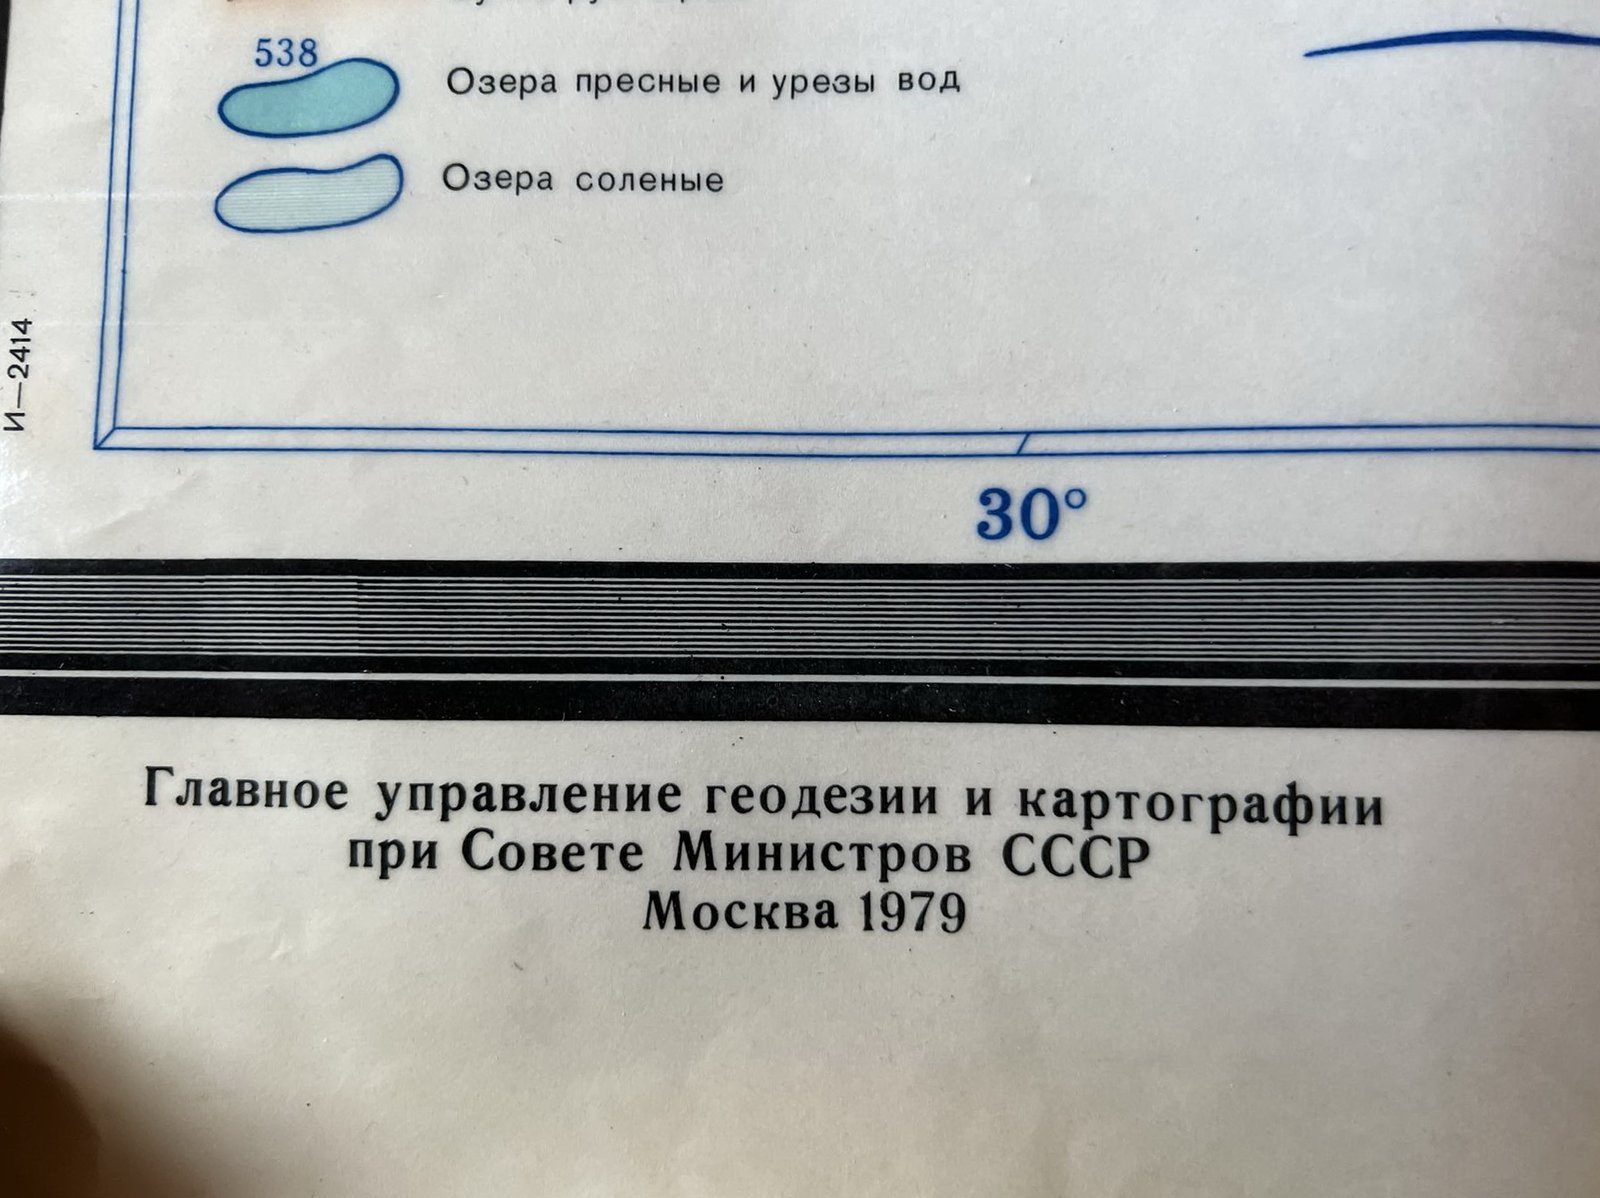 538
Озера пресные и урезы вод
Озера соленые
И—2414
30°
Главное управление геодезии и картографии
при Совете Министров СССР
Москва 1979